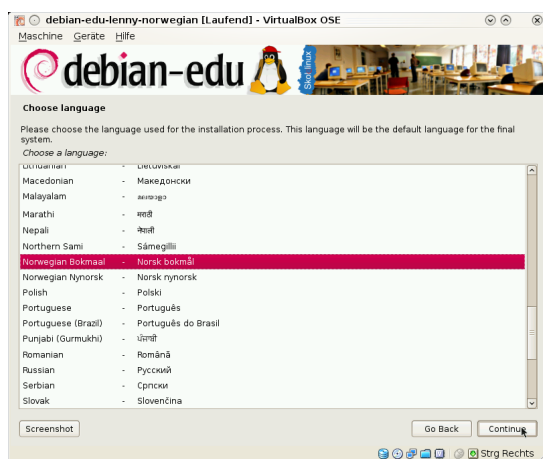 debian-edu-lenny-norwegian [Laufend] - VirtualBox OSE
Maschine Geräte Hilfe
debian-edu Skolelinux
Choose language
Please choose the language used for the installation process. This language will be the default language for the final
system.
Choose a language:
Lithuanian - Lietuviškai
Macedonian - Македонски
Malayalam - മലയാളം
Marathi - मराठी
Nepali - नेपाली
Northern Sami - Sámegillii
Norwegian Bokmaal - Norsk bokmål
Norwegian Nynorsk - Norsk nynorsk
Polish - Polski
Portuguese - Português
Portuguese (Brazil) - Português do Brasil
Punjabi (Gurmukhi) - ਪੰਜਾਬੀ
Romanian - Română
Russian - Русский
Serbian - Српски
Slovak - Slovenčina
Screenshot Go Back Continue
Strg Rechts